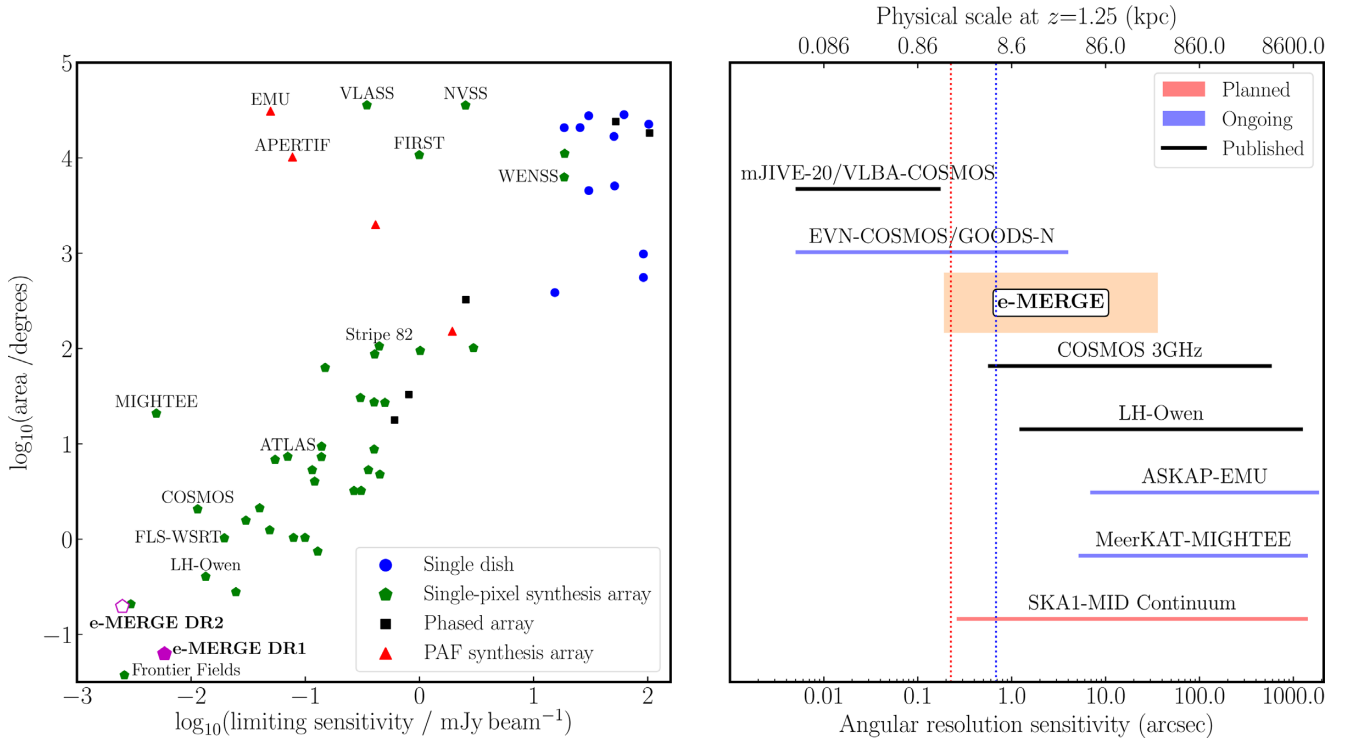 5
4
3
2
1
0
−1
−3
−2
−1
0
1
2
log10(area /degrees)
log10(limiting sensitivity / mJy beam−1)
EMU
VLASS
NVSS
APERTIF
FIRST
WENSS
Stripe 82
MIGHTEE
ATLAS
COSMOS
FLS-WSRT
LH-Owen
e-MERGE DR2
e-MERGE DR1
Frontier Fields
Single dish
Single-pixel synthesis array
Phased array
PAF synthesis array
Physical scale at z=1.25 (kpc)
0.086
0.86
8.6
86.0
860.0
8600.0
Planned
Ongoing
Published
mJIVE-20/VLBA-COSMOS
EVN-COSMOS/GOODS-N
e-MERGE
COSMOS 3GHz
LH-Owen
ASKAP-EMU
MeerKAT-MIGHTEE
SKA1-MID Continuum
0.01
0.1
1.0
10.0
100.0
1000.0
Angular resolution sensitivity (arcsec)